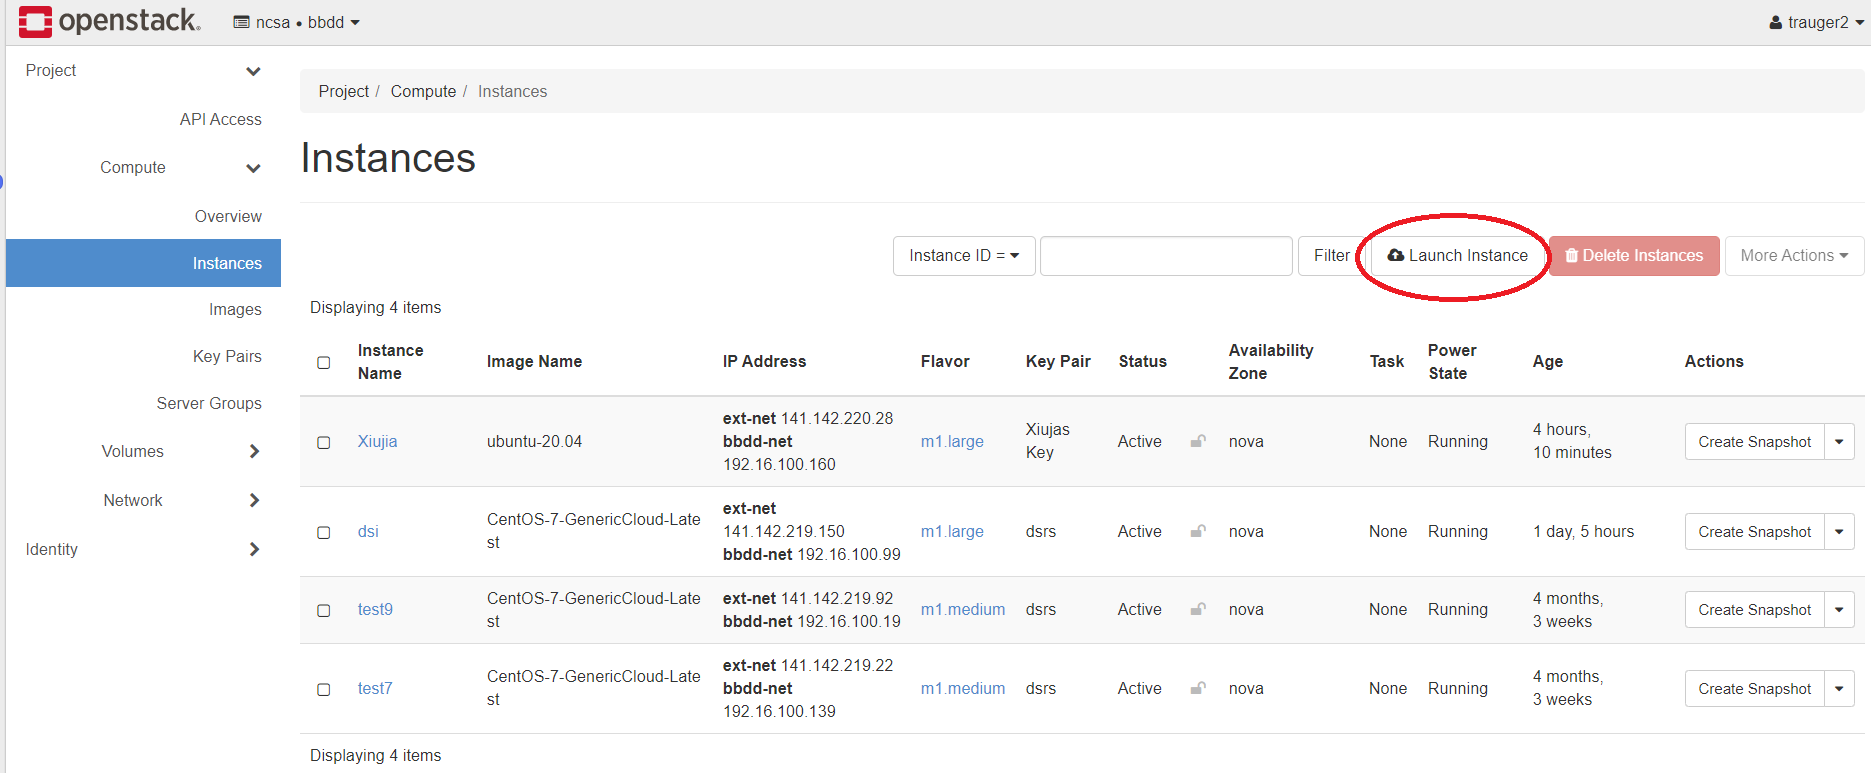 openstack.
ncsa • bbdd
trauger2
Project
API Access
Compute
Overview
Instances
Images
Key Pairs
Server Groups
Volumes
Network
Identity
Project / Compute / Instances
Instances
Instance ID =
Filter
Launch Instance
Delete Instances
More Actions
Displaying 4 items
Instance Name Image Name IP Address Flavor Key Pair Status Availability Zone Task Power State Age Actions
Xiujia ubuntu-20.04 ext-net 141.142.220.28 bbdd-net 192.16.100.160 m1.large Xiujas Key Active nova None Running 4 hours, 10 minutes Create Snapshot
dsi CentOS-7-GenericCloud-Latest ext-net 141.142.219.150 bbdd-net 192.16.100.99 m1.large dsrs Active nova None Running 1 day, 5 hours Create Snapshot
test9 CentOS-7-GenericCloud-Latest ext-net 141.142.219.92 bbdd-net 192.16.100.19 m1.medium dsrs Active nova None Running 4 months, 3 weeks Create Snapshot
test7 CentOS-7-GenericCloud-Latest ext-net 141.142.219.22 bbdd-net 192.16.100.139 m1.medium dsrs Active nova None Running 4 months, 3 weeks Create Snapshot
Displaying 4 items